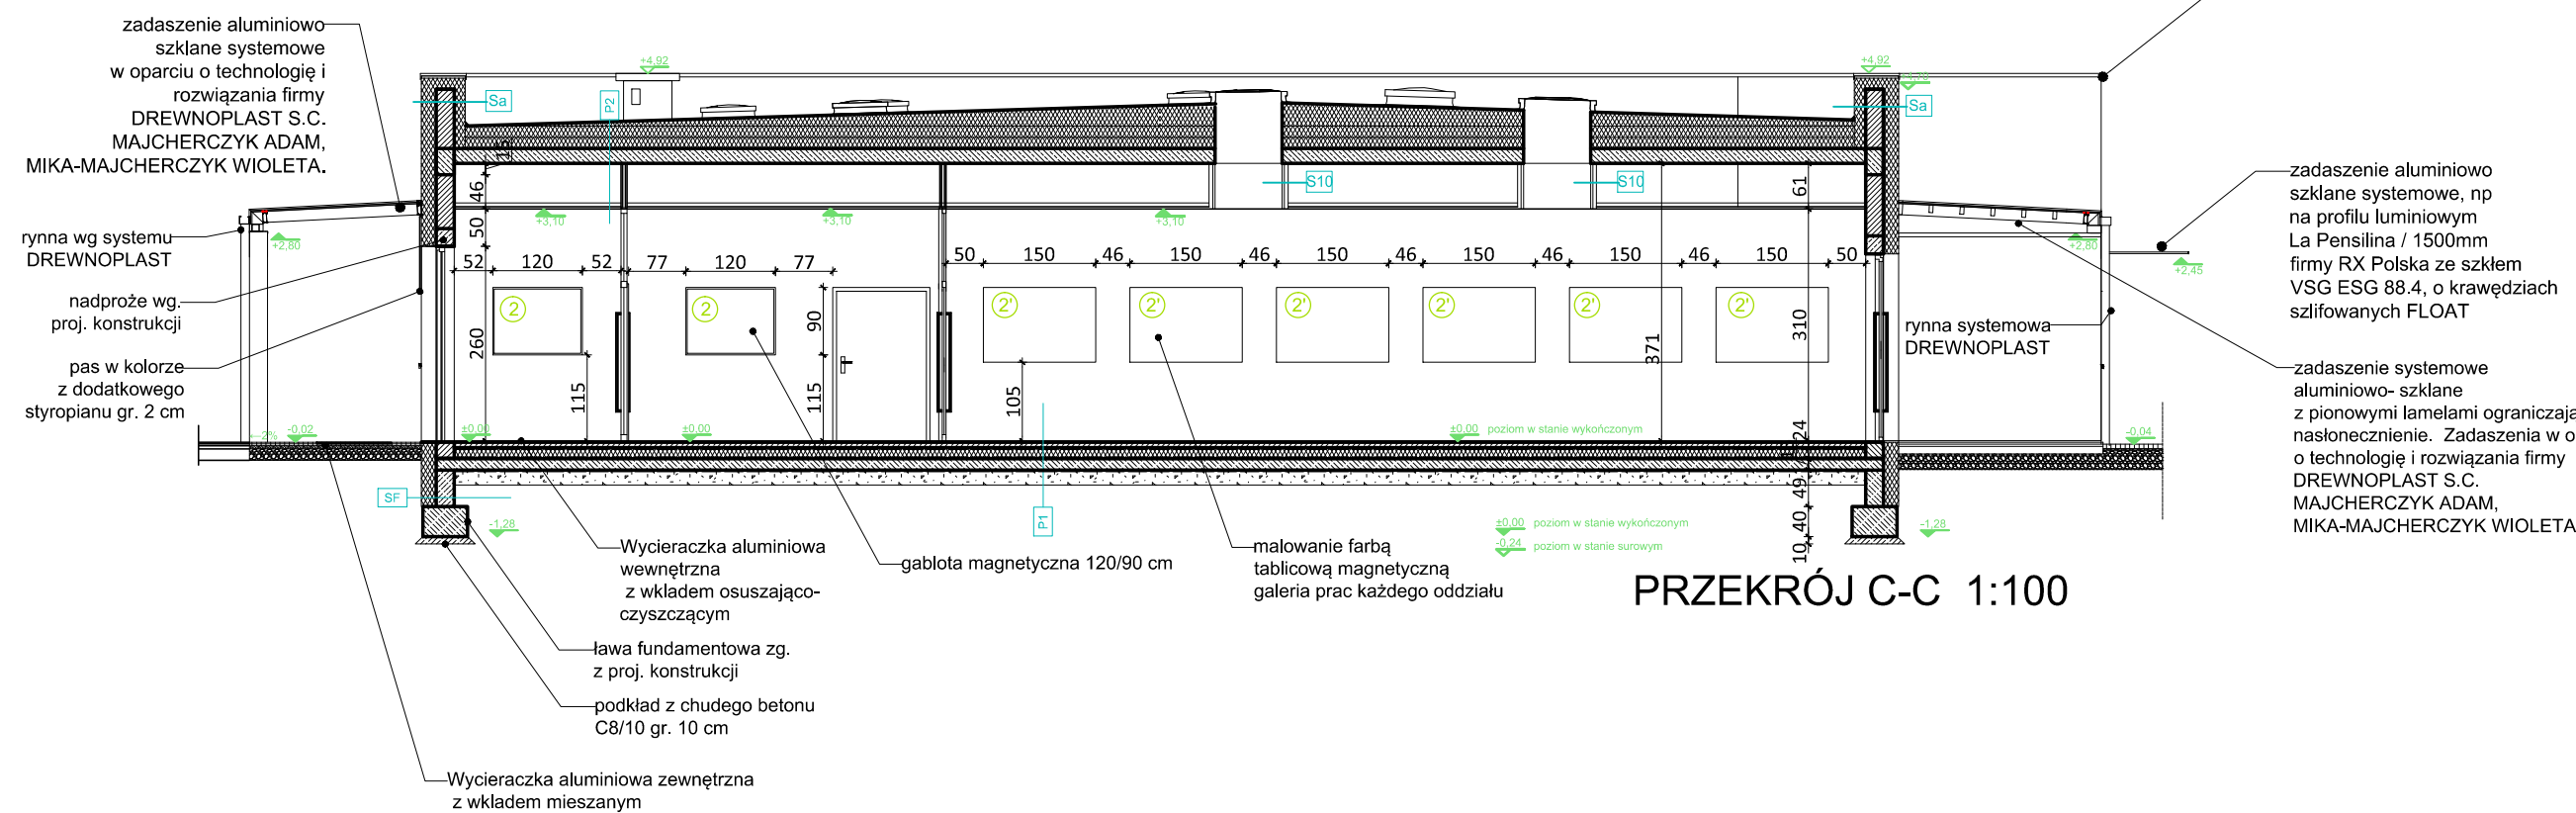 zadaszenie aluminiowo
szklane systemowe
w oparciu o technologię i
rozwiązania firmy
DREWNOPLAST S.C.
MAJCHERCZYK ADAM,
MIKA-MAJCHERCZYK WIOLETA.
rynna wg systemu
DREWNOPLAST
nadproże wg.
proj. konstrukcji
pas w kolorze
z dodatkowego
styropianu gr. 2 cm
+4,92
+4,92
+4,78
Sa
P2
Sa
15
46
50
260
S10
S10
61
310
371
+3,10
+3,10
+3,10
+2,80
+2,80
+2,45
52
120
52
77
120
77
50
150
46
150
46
150
46
150
46
150
46
150
50
2
2
2'
2'
2'
2'
2'
2'
115
90
115
105
2%
-0,02
±0,00
±0,00
±0,00 poziom w stanie wykończonym
-0,04
24
49
40
10
SF
P1
-1,28
-1,28
±0,00 poziom w stanie wykończonym
-0,24 poziom w stanie surowym
zadaszenie aluminiowo
szklane systemowe, np
na profilu luminiowym
La Pensilina / 1500mm
firmy RX Polska ze szkłem
VSG ESG 88.4, o krawędziach
szlifowanych FLOAT
rynna systemowa
DREWNOPLAST
zadaszenie systemowe
aluminiowo- szklane
z pionowymi lamelami ograniczają
nasłonecznienie. Zadaszenia w o
o technologię i rozwiązania firmy
DREWNOPLAST S.C.
MAJCHERCZYK ADAM,
MIKA-MAJCHERCZYK WIOLETA
Wycieraczka aluminiowa
wewnętrzna
z wkladem osuszająco-
czyszczącym
gablota magnetyczna 120/90 cm
malowanie farbą
tablicową magnetyczną
galeria prac każdego oddziału
PRZEKRÓJ C-C 1:100
ława fundamentowa zg.
z proj. konstrukcji
podkład z chudego betonu
C8/10 gr. 10 cm
Wycieraczka aluminiowa zewnętrzna
z wkladem mieszanym